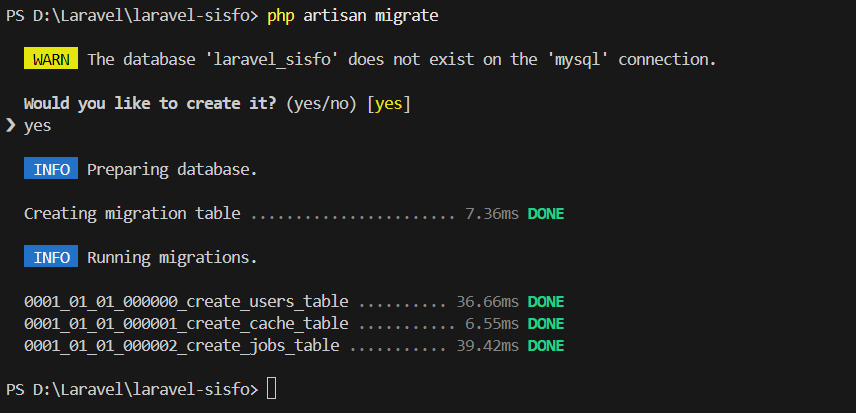 PS D:\Laravel\laravel-sisfo> php artisan migrate
WARN The database 'laravel_sisfo' does not exist on the 'mysql' connection.
Would you like to create it? (yes/no) [yes]
❯ yes
INFO Preparing database.
Creating migration table ....................... 7.36ms DONE
INFO Running migrations.
0001_01_01_000000_create_users_table .......... 36.66ms DONE
0001_01_01_000001_create_cache_table ........... 6.55ms DONE
0001_01_01_000002_create_jobs_table ........... 39.42ms DONE
PS D:\Laravel\laravel-sisfo>